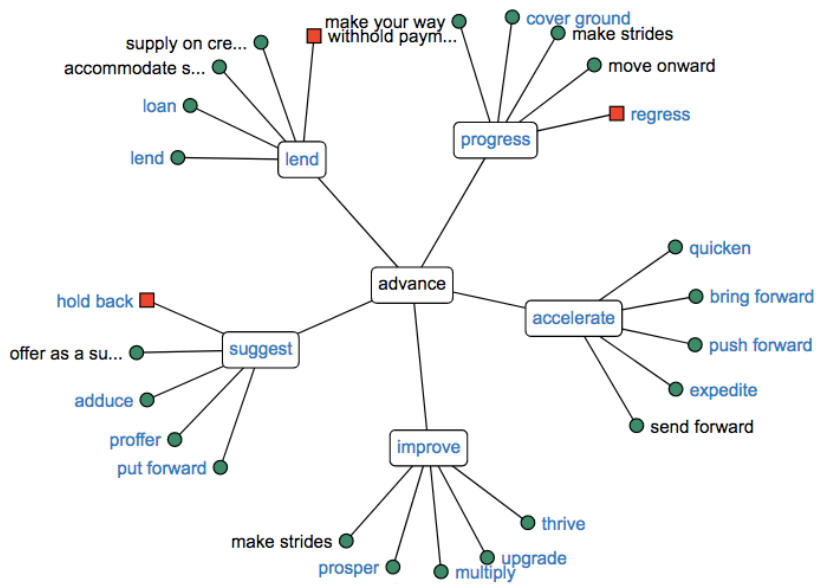 make your way
cover ground
supply on cre...
withhold paym...
make strides
accommodate s...
move onward
loan
regress
progress
lend
lend
quicken
advance
hold back
bring forward
accelerate
suggest
offer as a su...
push forward
adduce
expedite
send forward
proffer
improve
put forward
thrive
make strides
upgrade
prosper
multiply